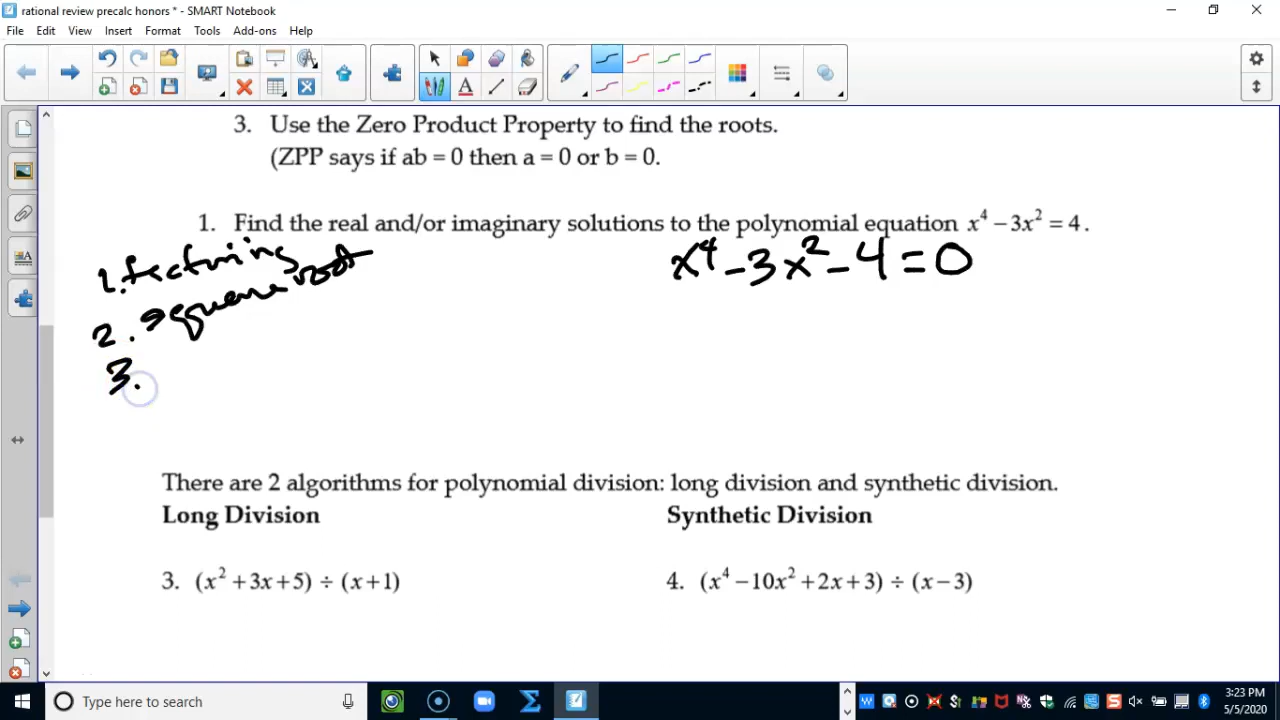 rational review precalc honors * - SMART Notebook
File Edit View Insert Format Tools Add-ons Help
3. Use the Zero Product Property to find the roots.
(ZPP says if ab = 0 then a = 0 or b = 0.
1. Find the real and/or imaginary solutions to the polynomial equation x⁴ − 3x² = 4.
x⁴ - 3x² - 4 = 0
1. factoring
2. square root
3.
There are 2 algorithms for polynomial division: long division and synthetic division.
Long Division Synthetic Division
3. (x² + 3x + 5) ÷ (x + 1) 4. (x⁴ − 10x² + 2x + 3) ÷ (x − 3)
Type here to search
3:23 PM
5/5/2020